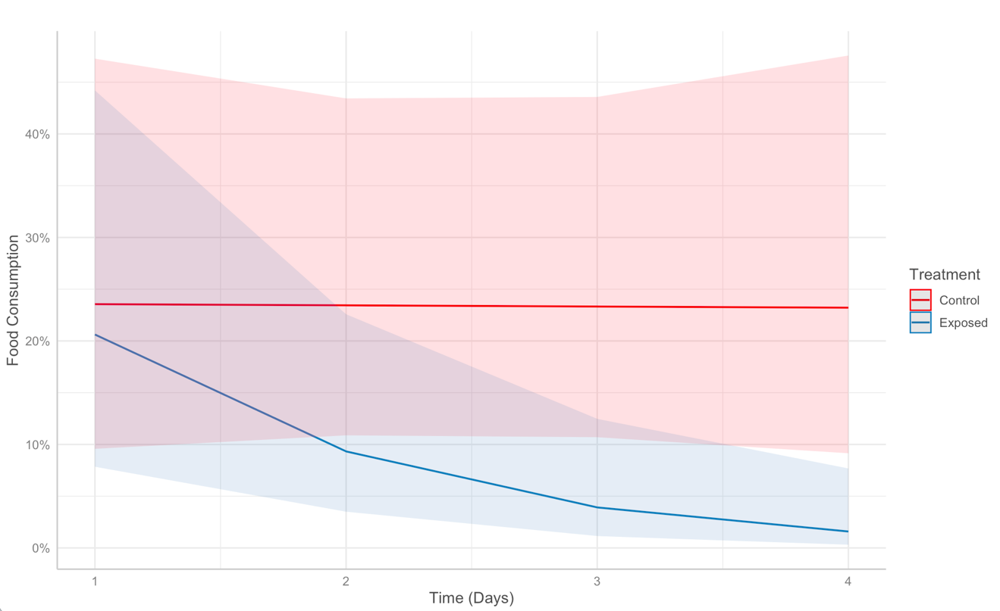 Food Consumption
40%
30%
20%
10%
0%
1 2 3 4
Time (Days)
Treatment
Control
Exposed